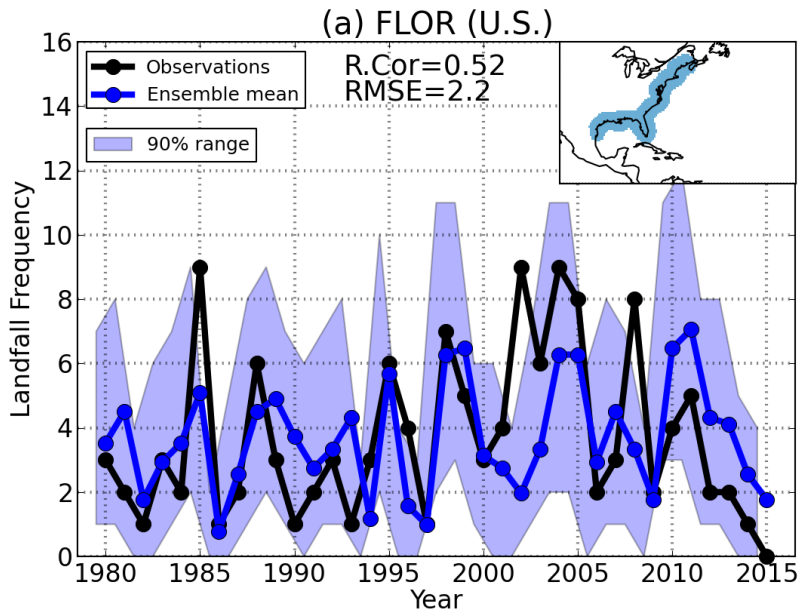 (a) FLOR (U.S.)
16
14
12
10
8
6
4
2
0
Landfall Frequency
Observations
Ensemble mean
90% range
R.Cor=0.52
RMSE=2.2
1980 1985 1990 1995 2000 2005 2010 2015
Year